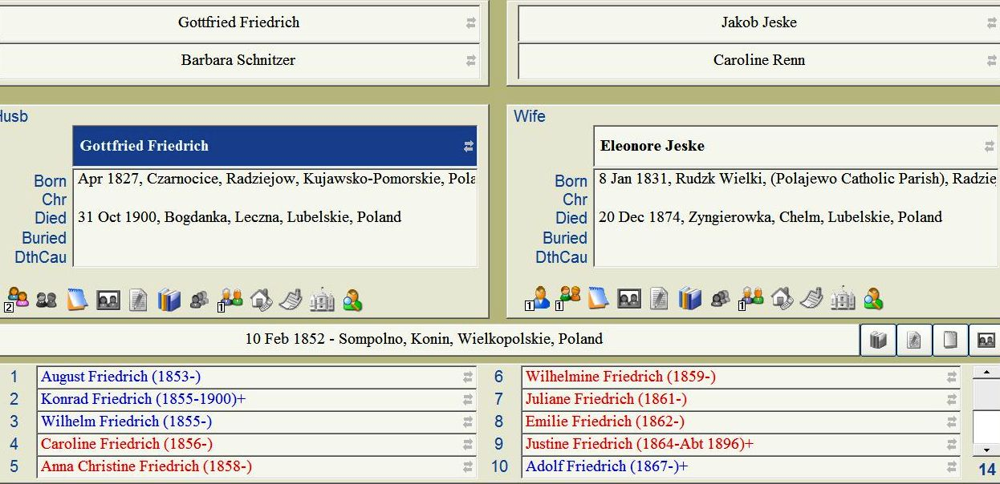 Gottfried Friedrich
Barbara Schnitzer
Jakob Jeske
Caroline Renn
Husb
Gottfried Friedrich
Born Apr 1827, Czarnocice, Radziejow, Kujawsko-Pomorskie, Pola
Chr
Died 31 Oct 1900, Bogdanka, Leczna, Lubelskie, Poland
Buried
DthCau
2
1
Wife
Eleonore Jeske
Born 8 Jan 1831, Rudzk Wielki, (Polajewo Catholic Parish), Radzie
Chr
Died 20 Dec 1874, Zyngierowka, Chelm, Lubelskie, Poland
Buried
DthCau
1
1
1
10 Feb 1852 - Sompolno, Konin, Wielkopolskie, Poland
1 August Friedrich (1853-)
2 Konrad Friedrich (1855-1900)+
3 Wilhelm Friedrich (1855-)
4 Caroline Friedrich (1856-)
5 Anna Christine Friedrich (1858-)
6 Wilhelmine Friedrich (1859-)
7 Juliane Friedrich (1861-)
8 Emilie Friedrich (1862-)
9 Justine Friedrich (1864-Abt 1896)+
10 Adolf Friedrich (1867-)+
14